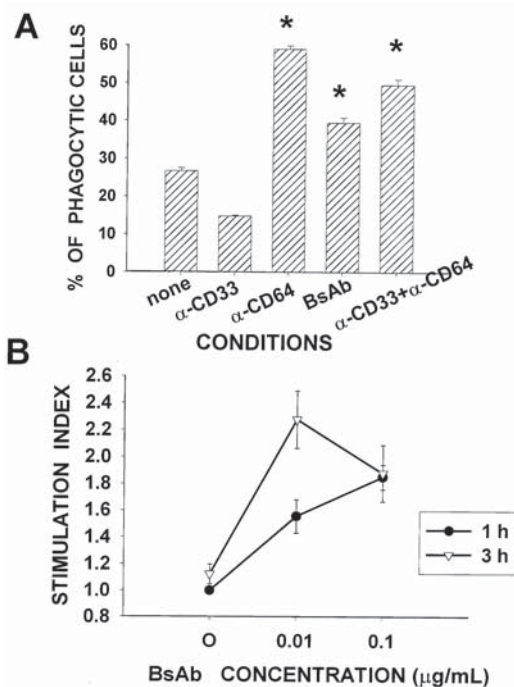 A
% OF PHAGOCYTIC CELLS
60
50
40
30
20
10
0
* * *
none
α-CD33
α-CD64
BsAb
α-CD33+α-CD64
CONDITIONS
B
STIMULATION INDEX
2.6
2.4
2.2
2.0
1.8
1.6
1.4
1.2
1.0
0.8
O 0.01 0.1
BsAb CONCENTRATION (µg/mL)
1 h
3 h